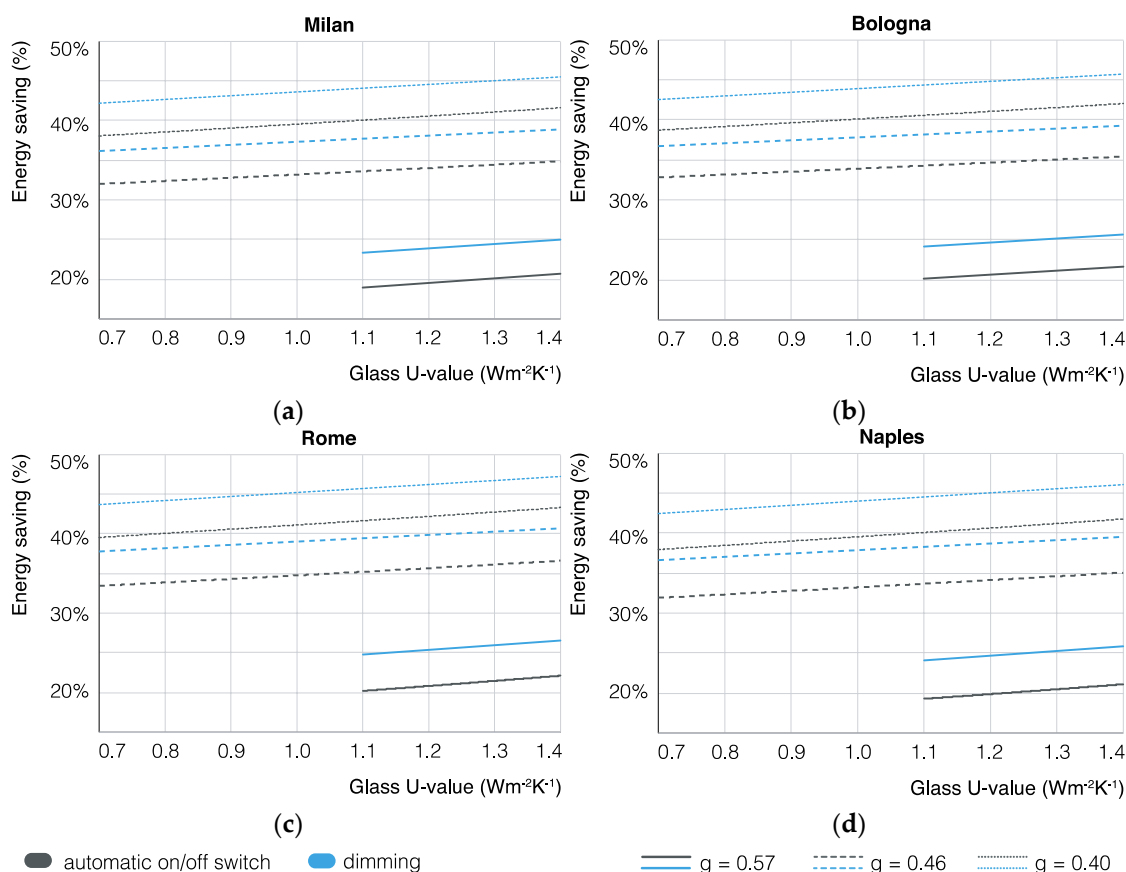 Milan
Energy saving (%)
50%
40%
30%
20%
0.7 0.8 0.9 1.0 1.1 1.2 1.3 1.4
Glass U-value (Wm⁻²K⁻¹)
(a)
Bologna
Energy saving (%)
50%
40%
30%
20%
0.7 0.8 0.9 1.0 1.1 1.2 1.3 1.4
Glass U-value (Wm⁻²K⁻¹)
(b)
Rome
Energy saving (%)
50%
40%
30%
20%
0.7 0.8 0.9 1.0 1.1 1.2 1.3 1.4
Glass U-value (Wm⁻²K⁻¹)
(c)
Naples
Energy saving (%)
50%
40%
30%
20%
0.7 0.8 0.9 1.0 1.1 1.2 1.3 1.4
Glass U-value (Wm⁻²K⁻¹)
(d)
automatic on/off switch dimming g = 0.57 g = 0.46 g = 0.40